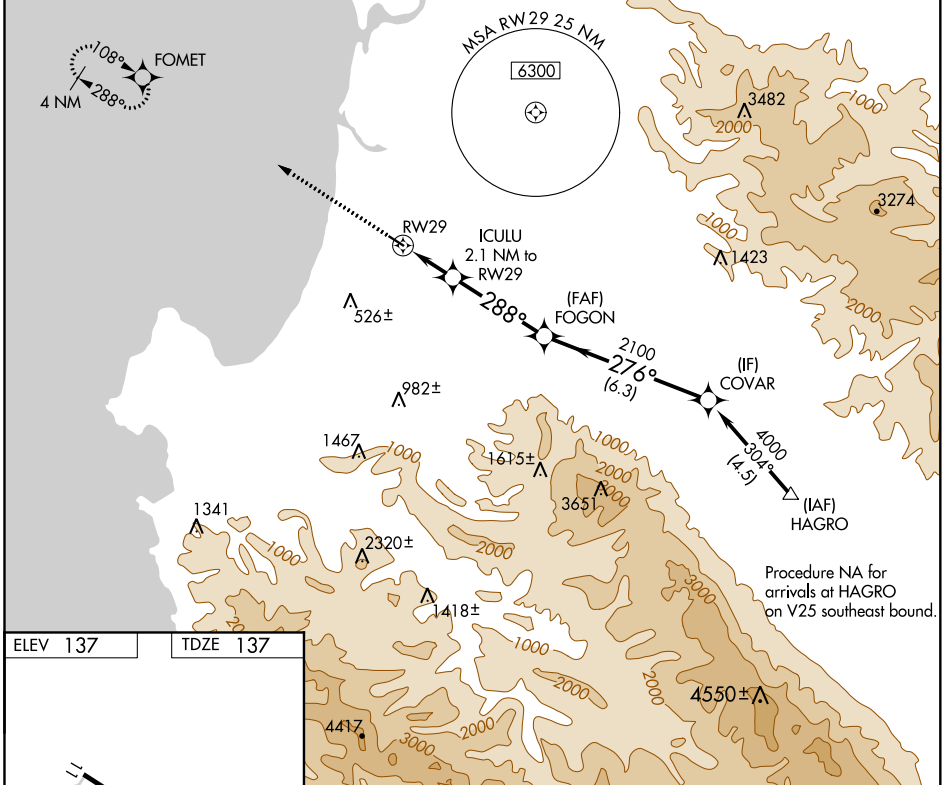 MSA RW29 25 NM
6300
108°
FOMET
4 NM
288°
3482
1000
2000
3274
1000
1423
2000
RW29
ICULU
2.1 NM to
RW29
288°
(FAF)
FOGON
526±
2100
276°
(6.3)
(IF)
COVAR
982±
4000
304°
(4.5)
(IAF)
HAGRO
1467
1000
1615±
1000
2000
3000
3651
1341
1000
2320±
2000
1418±
3000
Procedure NA for
arrivals at HAGRO
on V25 southeast bound.
ELEV 137
TDZE 137
1000
2000
2000
4550±
4417
2000
3000
11